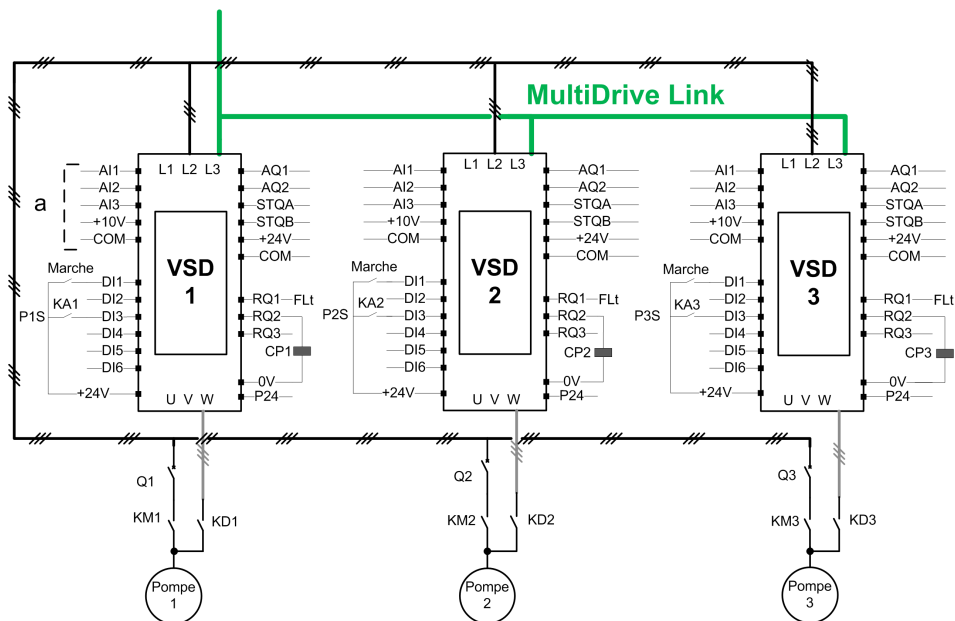 MultiDrive Link
L1 L2 L3
AI1
AI2
AI3
+10V
COM
a
AQ1
AQ2
STQA
STQB
+24V
COM
VSD
1
Marche
DI1
DI2
P1S
KA1
DI3
DI4
DI5
DI6
+24V
RQ1
FLt
RQ2
RQ3
CP1
0V
P24
U V W
L1 L2 L3
AI1
AI2
AI3
+10V
COM
AQ1
AQ2
STQA
STQB
+24V
COM
VSD
2
Marche
DI1
DI2
P2S
KA2
DI3
DI4
DI5
DI6
+24V
RQ1
FLt
RQ2
RQ3
CP2
0V
P24
U V W
L1 L2 L3
AI1
AI2
AI3
+10V
COM
AQ1
AQ2
STQA
STQB
+24V
COM
VSD
3
Marche
DI1
DI2
P3S
KA3
DI3
DI4
DI5
DI6
+24V
RQ1
FLt
RQ2
RQ3
CP3
0V
P24
U V W
Q1
KM1
KD1
Pompe
1
Q2
KM2
KD2
Pompe
2
Q3
KM3
KD3
Pompe
3